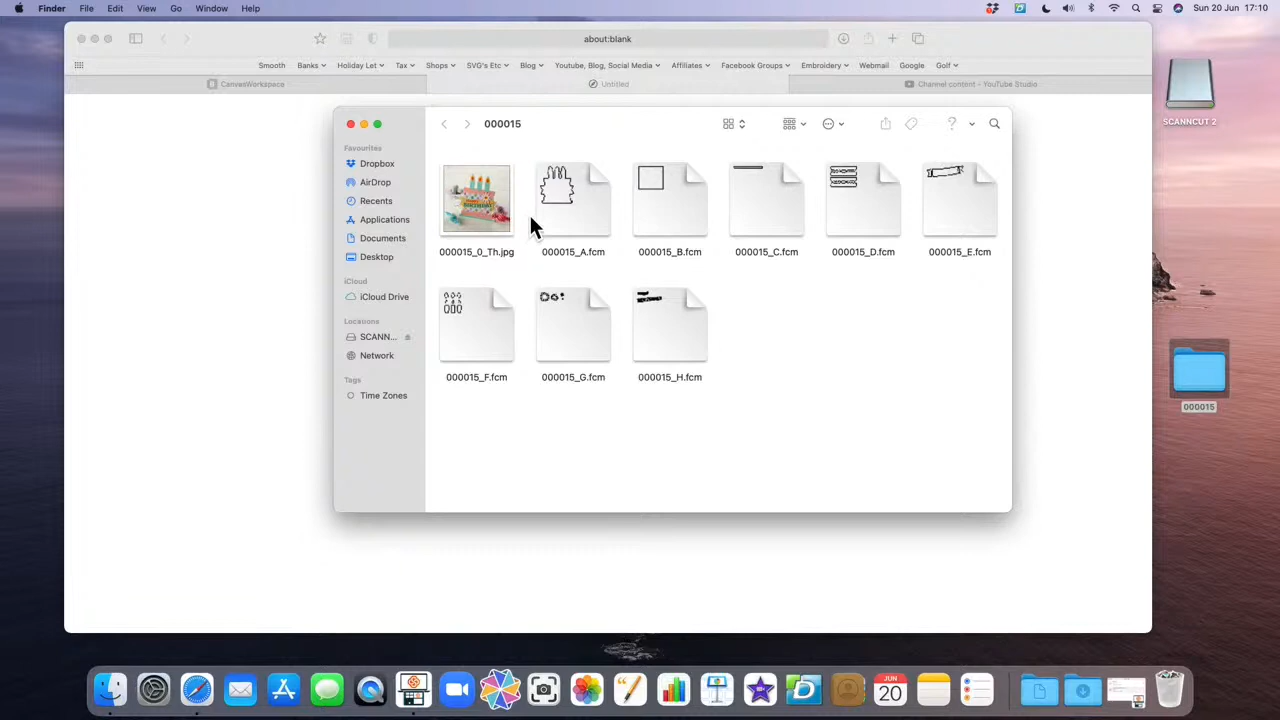 Finder File Edit View Go Window Help
Sun 20 Jun 17:10
about:blank
Smooth Banks Holiday Let Tax Shops SVG's Etc Blog Youtube, Blog, Social Media Affiliates Facebook Groups Embroidery Webmail Google Golf
CanvasWorkspace Untitled Channel content - YouTube Studio
SCANNCUT 2
000015
Favourites
Dropbox
AirDrop
Recents
Applications
Documents
Desktop
iCloud
iCloud Drive
Locations
SCANN...
Network
Tags
Time Zones
000015_0_Th.jpg 000015_A.fcm 000015_B.fcm 000015_C.fcm 000015_D.fcm 000015_E.fcm
000015_F.fcm 000015_G.fcm 000015_H.fcm
000015
JUN
20